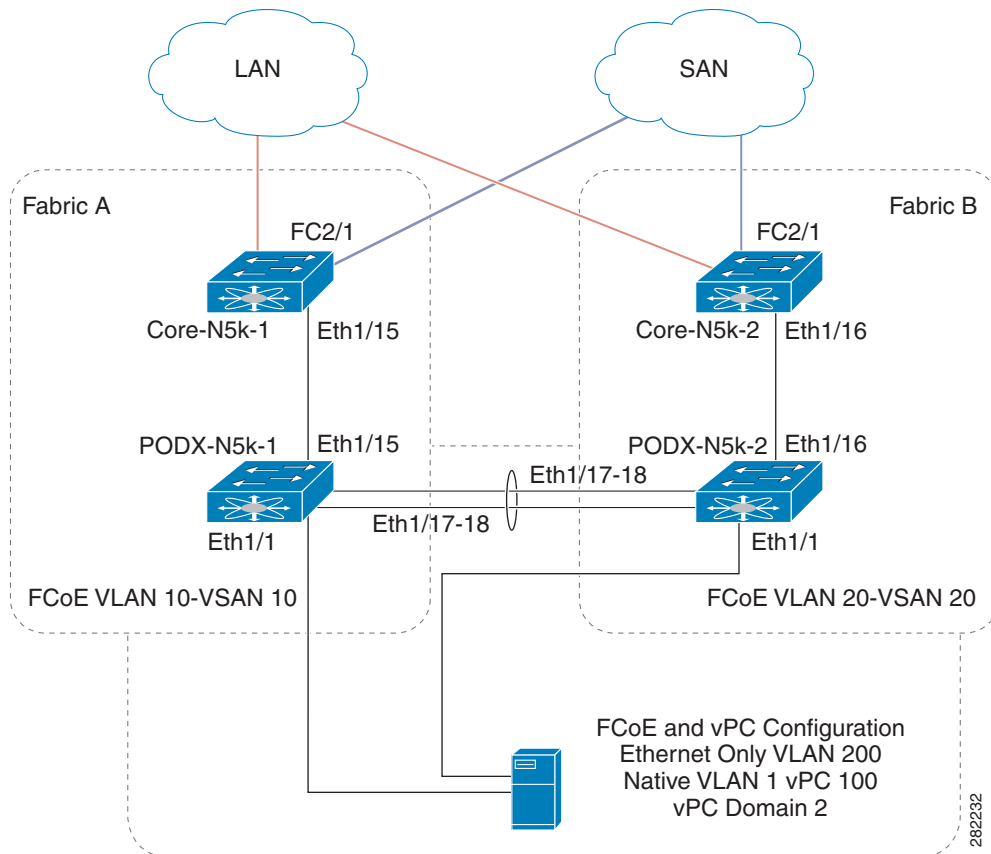 LAN
SAN
Fabric A
Fabric B
FC2/1
FC2/1
Core-N5k-1
Eth1/15
Core-N5k-2
Eth1/16
PODX-N5k-1
Eth1/15
PODX-N5k-2
Eth1/16
Eth1/17-18
Eth1/17-18
Eth1/1
Eth1/1
FCoE VLAN 10-VSAN 10
FCoE VLAN 20-VSAN 20
FCoE and vPC Configuration
Ethernet Only VLAN 200
Native VLAN 1 vPC 100
vPC Domain 2
282232